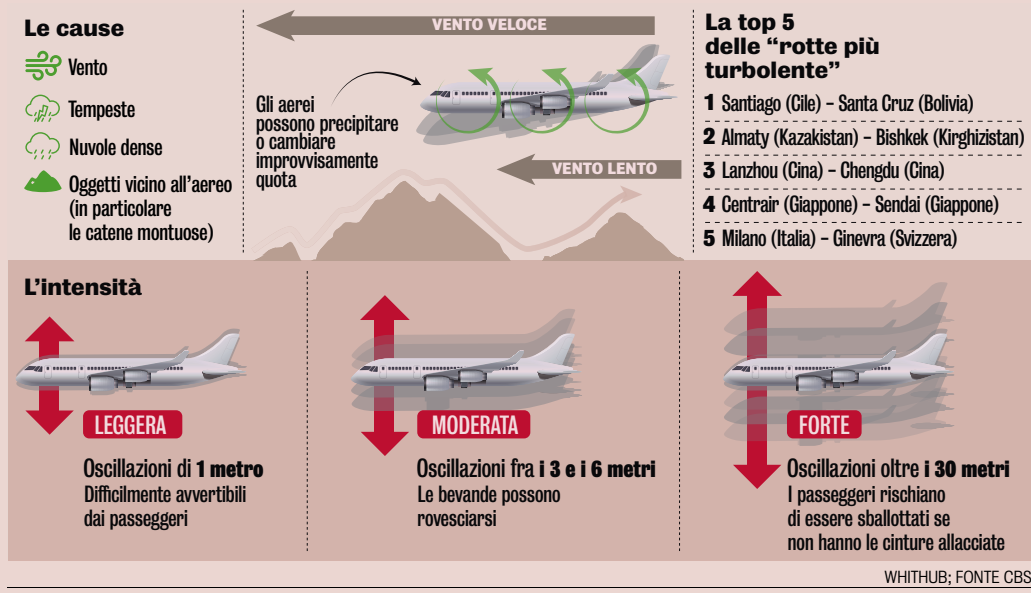 Le cause
Vento
Tempeste
Nuvole dense
Oggetti vicino all'aereo
(in particolare
le catene montuose)
VENTO VELOCE
Gli aerei
possono precipitare
o cambiare
improvvisamente
quota
VENTO LENTO
La top 5
delle “rotte più
turbolente”
1 Santiago (Cile) – Santa Cruz (Bolivia)
2 Almaty (Kazakistan) – Bishkek (Kirghizistan)
3 Lanzhou (Cina) – Chengdu (Cina)
4 Centrair (Giappone) – Sendai (Giappone)
5 Milano (Italia) – Ginevra (Svizzera)
L'intensità
LEGGERA
Oscillazioni di 1 metro
Difficilmente avvertibili
dai passeggeri
MODERATA
Oscillazioni fra i 3 e i 6 metri
Le bevande possono
rovesciarsi
FORTE
Oscillazioni oltre i 30 metri
I passeggeri rischiano
di essere sballottati se
non hanno le cinture allacciate
WHITHUB; FONTE CBS